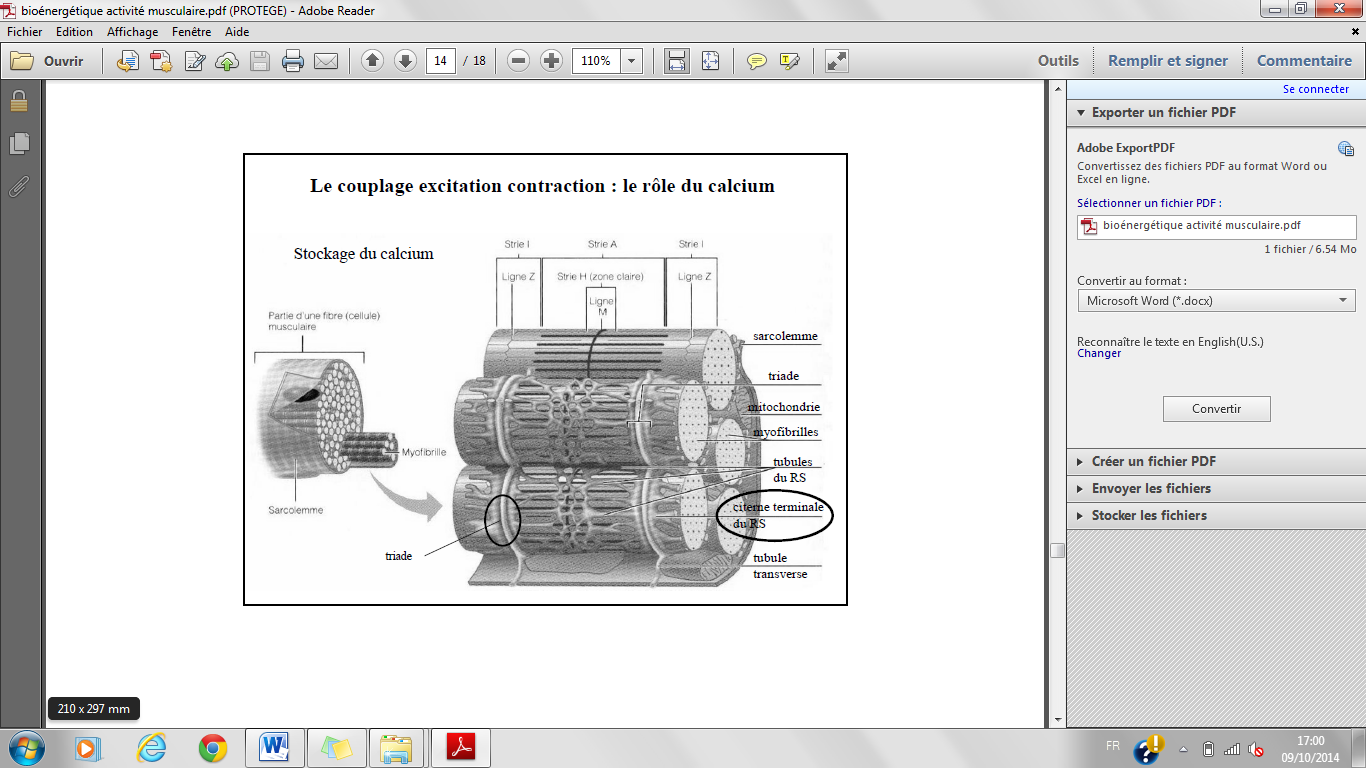 bioénergétique activité musculaire.pdf (PROTEGE) - Adobe Reader
Fichier Edition Affichage Fenêtre Aide
Ouvrir
14 / 18
110%
Outils
Remplir et signer
Commentaire
Se connecter
Exporter un fichier PDF
Adobe ExportPDF
Convertissez des fichiers PDF au format Word ou
Excel en ligne.
Sélectionner un fichier PDF :
bioénergétique activité musculaire.pdf
1 fichier / 6.54 Mo
Convertir au format :
Microsoft Word (*.docx)
Reconnaître le texte en English(U.S.)
Changer
Convertir
Créer un fichier PDF
Envoyer les fichiers
Stocker les fichiers
Le couplage excitation contraction : le rôle du calcium
Stockage du calcium
Strie I
Strie A
Strie I
Ligne Z
Strie H (zone claire)
Ligne Z
Ligne
M
Partie d'une fibre (cellule)
musculaire
Myofibrille
Sarcolemme
sarcolemme
triade
mitochondrie
myofibrilles
tubules
du RS
citerne terminale
du RS
triade
tubule
transverse
210 x 297 mm
FR
17:00
09/10/2014